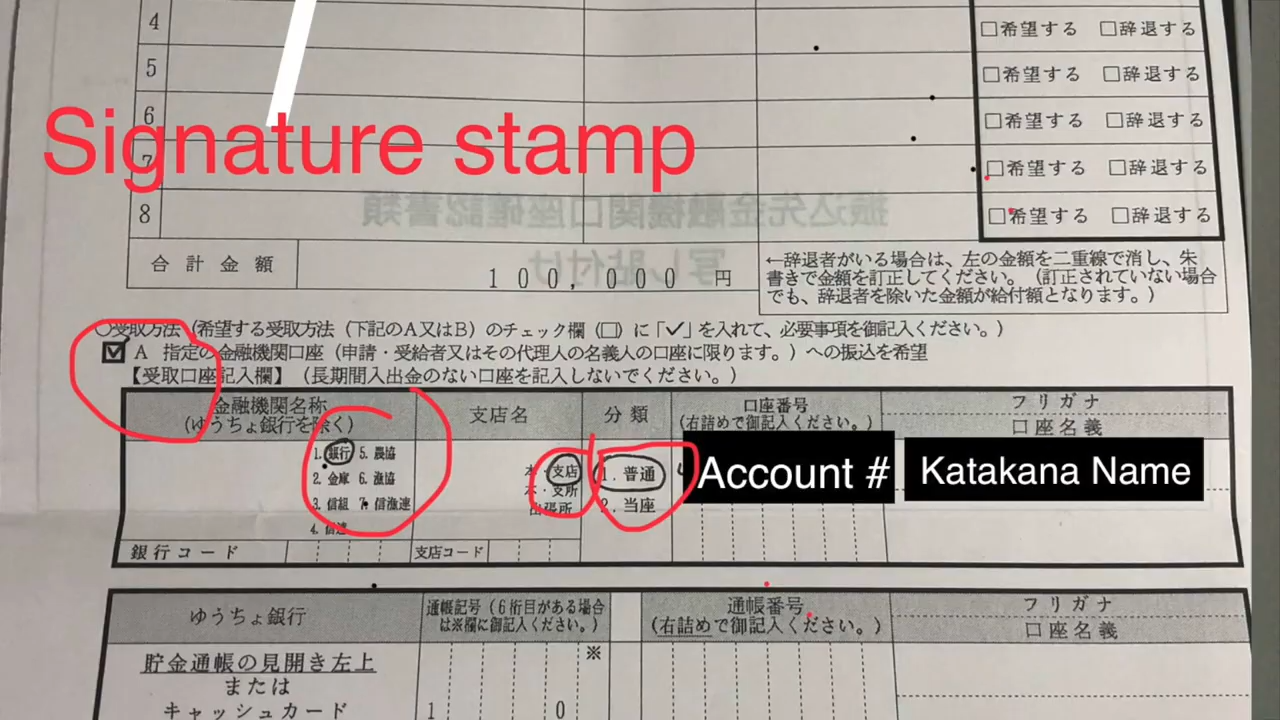 4
□希望する □辞退する
5
□希望する □辞退する
6
□希望する □辞退する
Signature stamp
7
□希望する □辞退する
8
□希望する □辞退する
振込先金融機関口座確認書類
写し貼付け
合計金額 100,000 円
←辞退者がいる場合は、左の金額を二重線で消し、朱
書きで金額を訂正してください。(訂正されていない場合
でも、辞退者を除いた金額が給付額となります。)
○受取方法(希望する受取方法(下記のA又はB)のチェック欄(□)に「✓」を入れて、必要事項を御記入ください。)
☑ A 指定の金融機関口座(申請・受給者又はその代理人の名義人の口座に限ります。)への振込を希望
【受取口座記入欄】(長期間入出金のない口座を記入しないでください。)
金融機関名称
(ゆうちょ銀行を除く)
支店名
分類
口座番号
(右詰めで御記入ください。)
フリガナ
口座名義
1. 銀行 5. 農協
2. 金庫 6. 漁協
3. 信組 7. 信漁連
4. 信連
本・支店
本・支所
出張所
1. 普通
2. 当座
Account #
Katakana Name
銀行コード
支店コード
ゆうちょ銀行
通帳記号(6桁目がある場合
は※欄に御記入ください。)
通帳番号
(右詰めで御記入ください。)
フリガナ
口座名義
貯金通帳の見開き左上
または
キャッシュカード
※
1 0